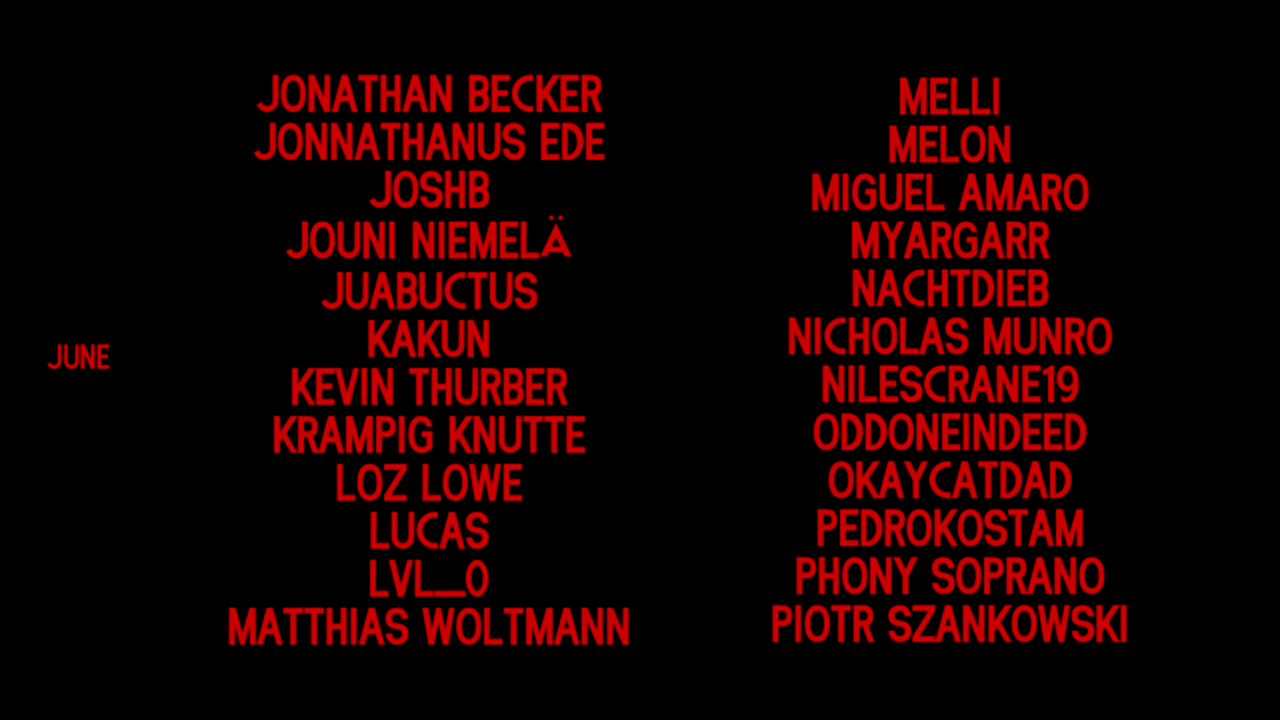 JUNE
JONATHAN BECKER
JONNATHANUS EDE
JOSHB
JOUNI NIEMELÄ
JUABUCTUS
KAKUN
KEVIN THURBER
KRAMPIG KNUTTE
LOZ LOWE
LUCAS
LVL__0
MATTHIAS WOLTMANN
MELLI
MELON
MIGUEL AMARO
MYARGARR
NACHTDIEB
NICHOLAS MUNRO
NILESCRANE19
ODDONEINDEED
OKAYCATDAD
PEDROKOSTAM
PHONY SOPRANO
PIOTR SZANKOWSKI